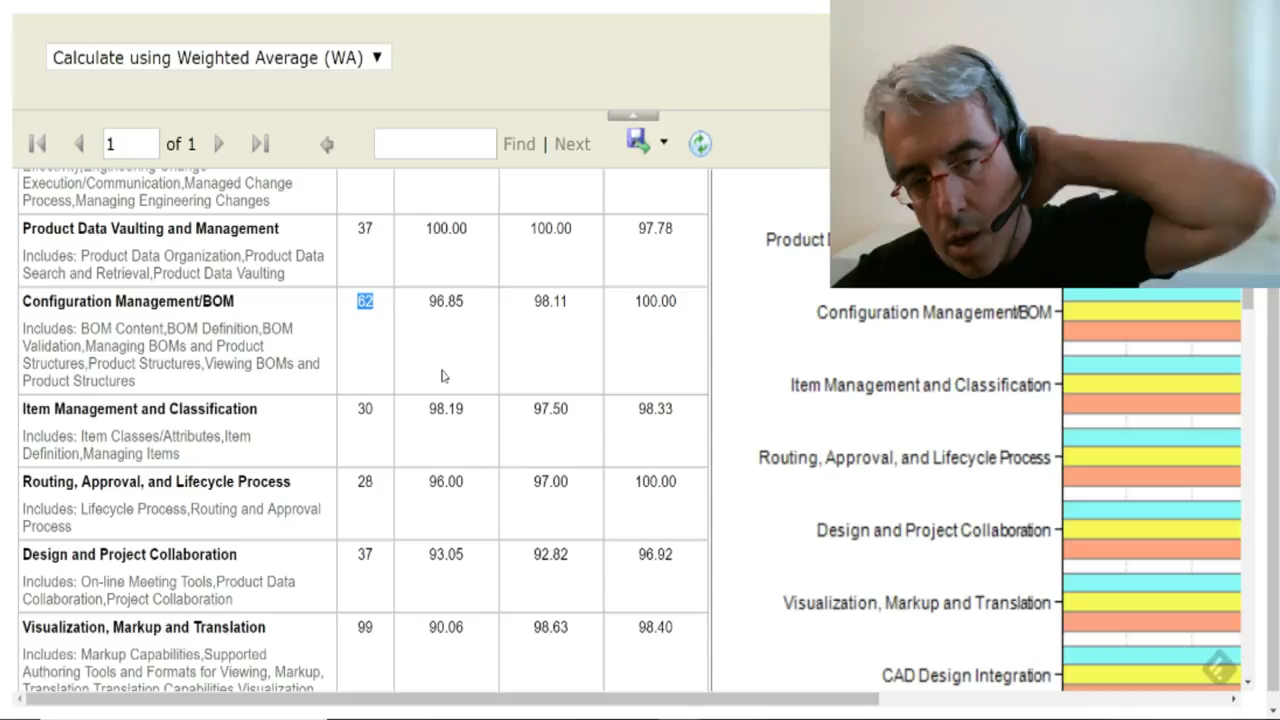 Calculate using Weighted Average (WA) ▼
1 of 1 Find | Next
Effectivity,Engineering Change
Execution/Communication,Managed Change
Process,Managing Engineering Changes
Product Data Vaulting and Management 37 100.00 100.00 97.78
Includes: Product Data Organization,Product Data
Search and Retrieval,Product Data Vaulting
Configuration Management/BOM 62 96.85 98.11 100.00
Includes: BOM Content,BOM Definition,BOM
Validation,Managing BOMs and Product
Structures,Product Structures,Viewing BOMs and
Product Structures
Item Management and Classification 30 98.19 97.50 98.33
Includes: Item Classes/Attributes,Item
Definition,Managing Items
Routing, Approval, and Lifecycle Process 28 96.00 97.00 100.00
Includes: Lifecycle Process,Routing and Approval
Process
Design and Project Collaboration 37 93.05 92.82 96.92
Includes: On-line Meeting Tools,Product Data
Collaboration,Project Collaboration
Visualization, Markup and Translation 99 90.06 98.63 98.40
Includes: Markup Capabilities,Supported
Authoring Tools and Formats for Viewing, Markup,
Translation,Translation Capabilities,Visualization
Product D
Configuration Management/BOM
Item Management and Classification
Routing, Approval, and Lifecycle Process
Design and Project Collaboration
Visualization, Markup and Translation
CAD Design Integration